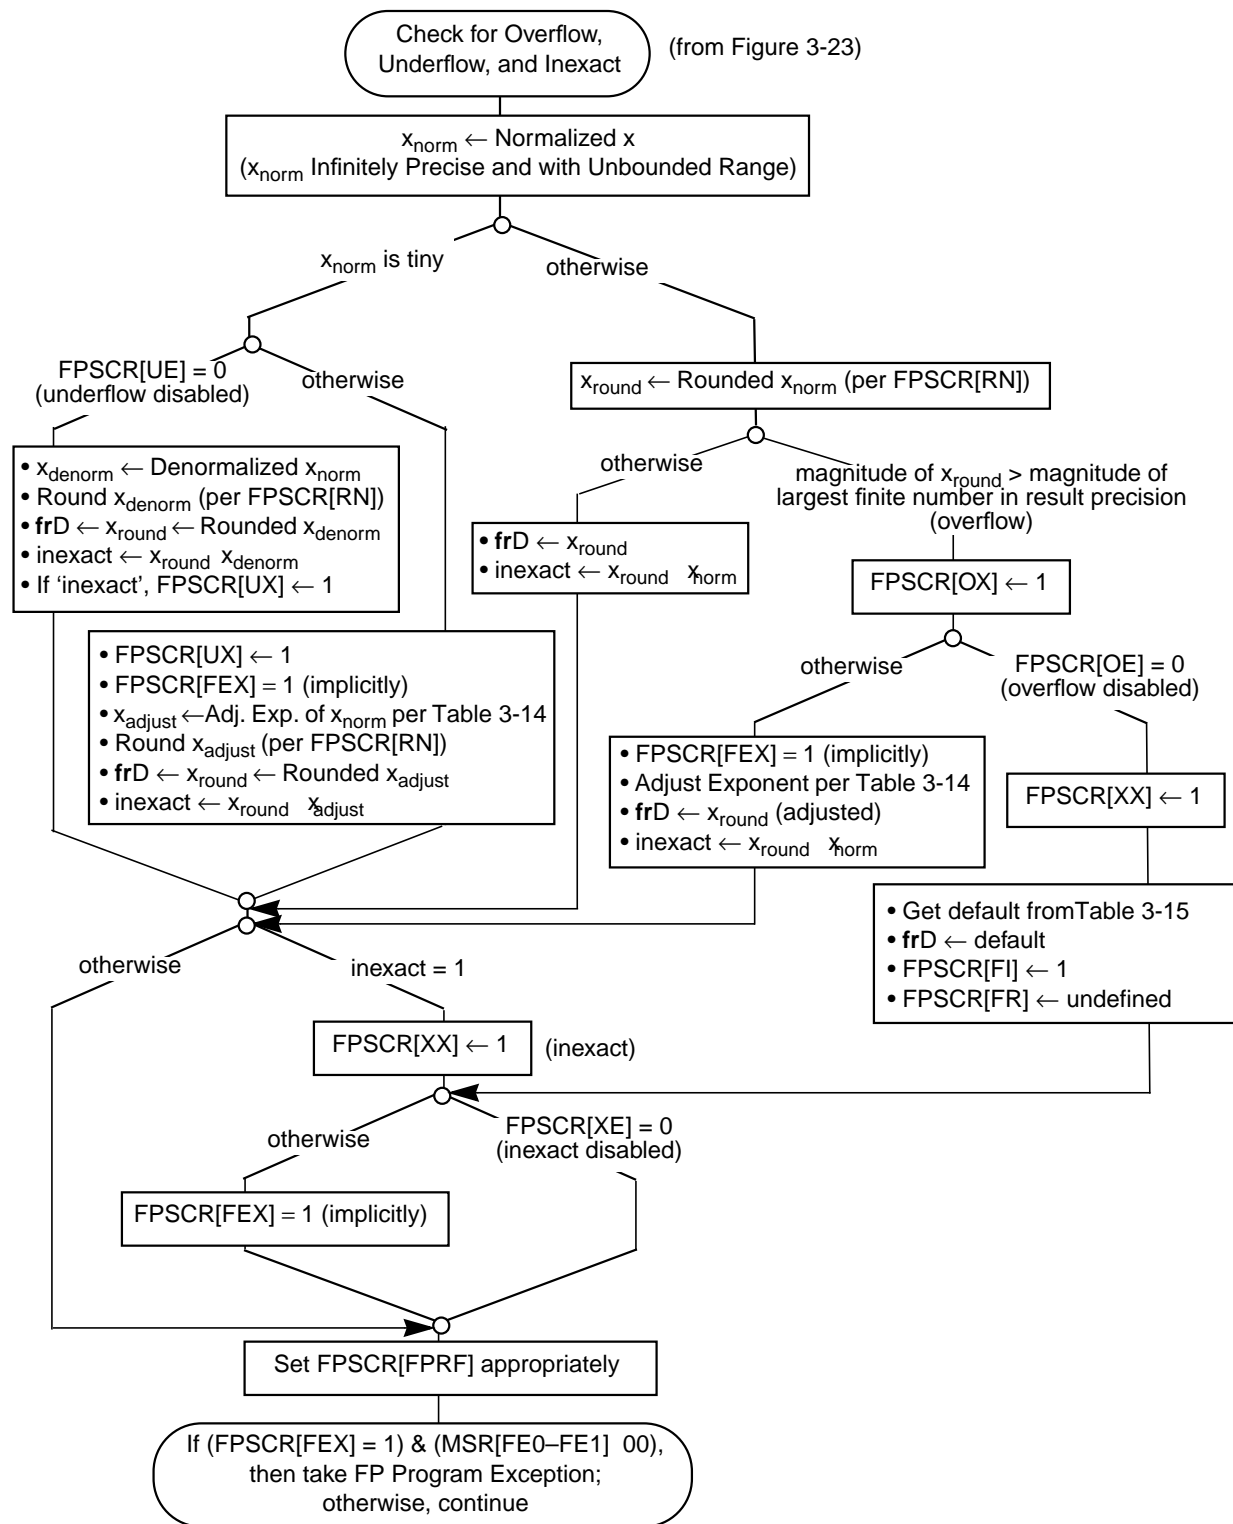 Check for Overflow,
Underflow, and Inexact
(from Figure 3-23)
xnorm ← Normalized x
(xnorm Infinitely Precise and with Unbounded Range)
xnorm is tiny
otherwise
FPSCR[UE] = 0
(underflow disabled)
otherwise
xround ← Rounded xnorm (per FPSCR[RN])
• xdenorm ← Denormalized xnorm
• Round xdenorm (per FPSCR[RN])
• frD ← xround ← Rounded xdenorm
• inexact ← xround xdenorm
• If ‘inexact’, FPSCR[UX] ← 1
otherwise
magnitude of xround > magnitude of
largest finite number in result precision
(overflow)
• frD ← xround
• inexact ← xround xnorm
FPSCR[OX] ← 1
• FPSCR[UX] ← 1
• FPSCR[FEX] = 1 (implicitly)
• xadjust ←Adj. Exp. of xnorm per Table 3-14
• Round xadjust (per FPSCR[RN])
• frD ← xround ← Rounded xadjust
• inexact ← xround xadjust
otherwise
FPSCR[OE] = 0
(overflow disabled)
• FPSCR[FEX] = 1 (implicitly)
• Adjust Exponent per Table 3-14
• frD ← xround (adjusted)
• inexact ← xround xnorm
FPSCR[XX] ← 1
• Get default fromTable 3-15
• frD ← default
• FPSCR[FI] ← 1
• FPSCR[FR] ← undefined
otherwise
inexact = 1
FPSCR[XX] ← 1
(inexact)
otherwise
FPSCR[XE] = 0
(inexact disabled)
FPSCR[FEX] = 1 (implicitly)
Set FPSCR[FPRF] appropriately
If (FPSCR[FEX] = 1) & (MSR[FE0–FE1] 00),
then take FP Program Exception;
otherwise, continue